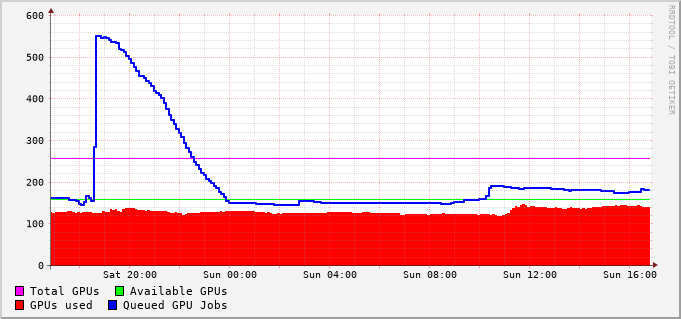 600
500
400
300
200
100
0
Sat 20:00 Sun 00:00 Sun 04:00 Sun 08:00 Sun 12:00 Sun 16:00
Total GPUs Available GPUs
GPUs used Queued GPU Jobs
RRDTOOL / TOBI OETIKER